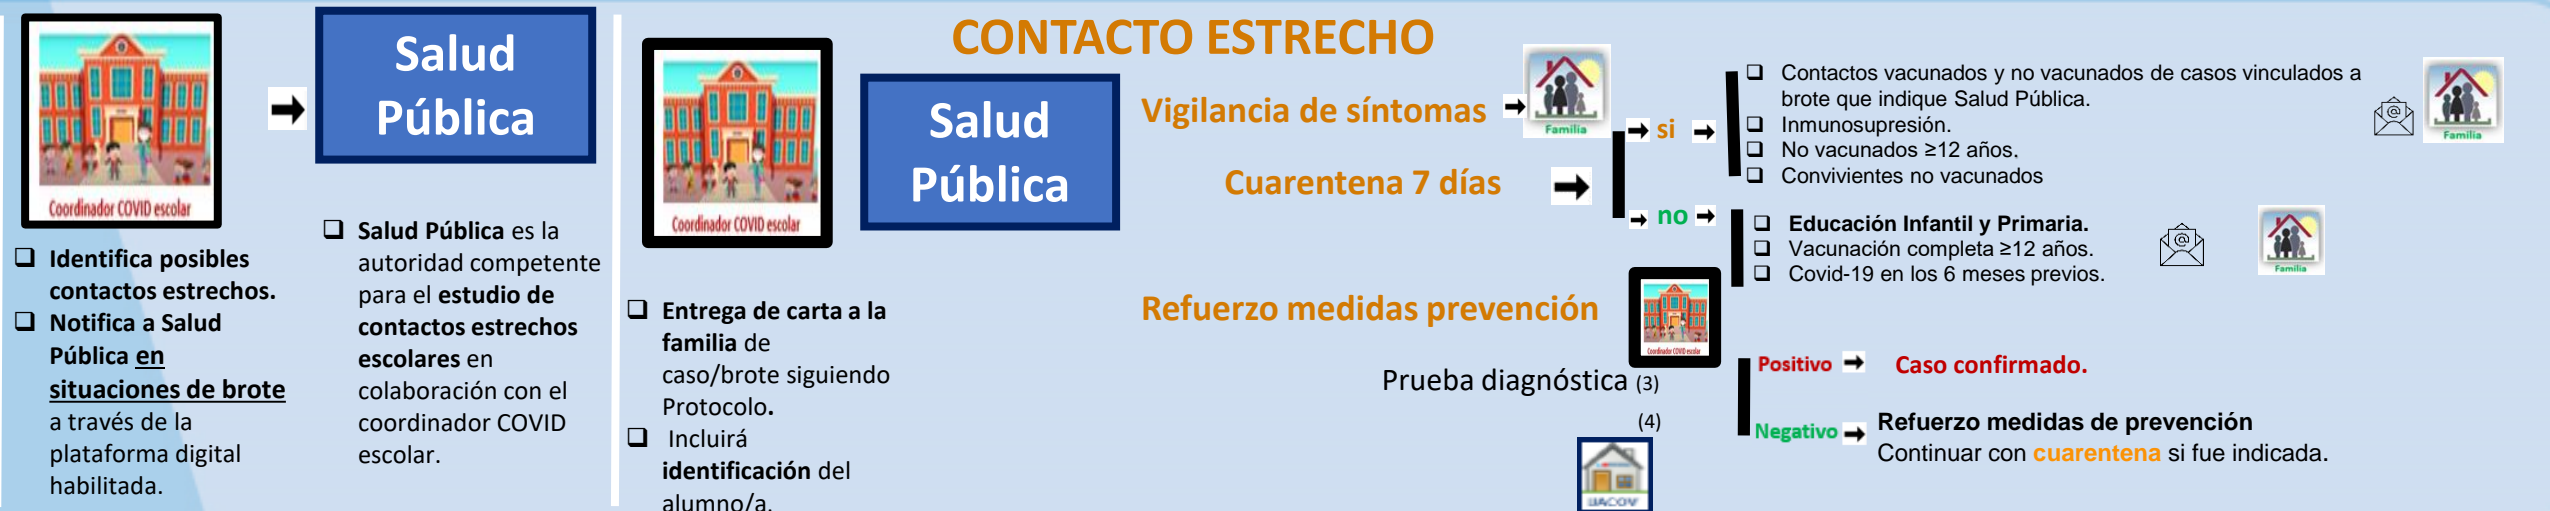 Coordinador COVID escolar
Identifica posibles
contactos estrechos.
Notifica a Salud
Pública en
situaciones de brote
a través de la
plataforma digital
habilitada.
Salud
Pública
Salud Pública es la
autoridad competente
para el estudio de
contactos estrechos
escolares en
colaboración con el
coordinador COVID
escolar.
CONTACTO ESTRECHO
Coordinador COVID escolar
Salud
Pública
Entrega de carta a la
familia de
caso/brote siguiendo
Protocolo.
Incluirá
identificación del
alumno/a.
Vigilancia de síntomas
Familia
Cuarentena 7 días
si
Contactos vacunados y no vacunados de casos vinculados a
brote que indique Salud Pública.
Inmunosupresión.
No vacunados ≥12 años.
Convivientes no vacunados
Familia
no
Educación Infantil y Primaria.
Vacunación completa ≥12 años.
Covid-19 en los 6 meses previos.
Familia
Refuerzo medidas prevención
Coordinador COVID escolar
Prueba diagnóstica (3)
(4)
UACOV
Positivo
Caso confirmado.
Negativo
Refuerzo medidas de prevención
Continuar con cuarentena si fue indicada.